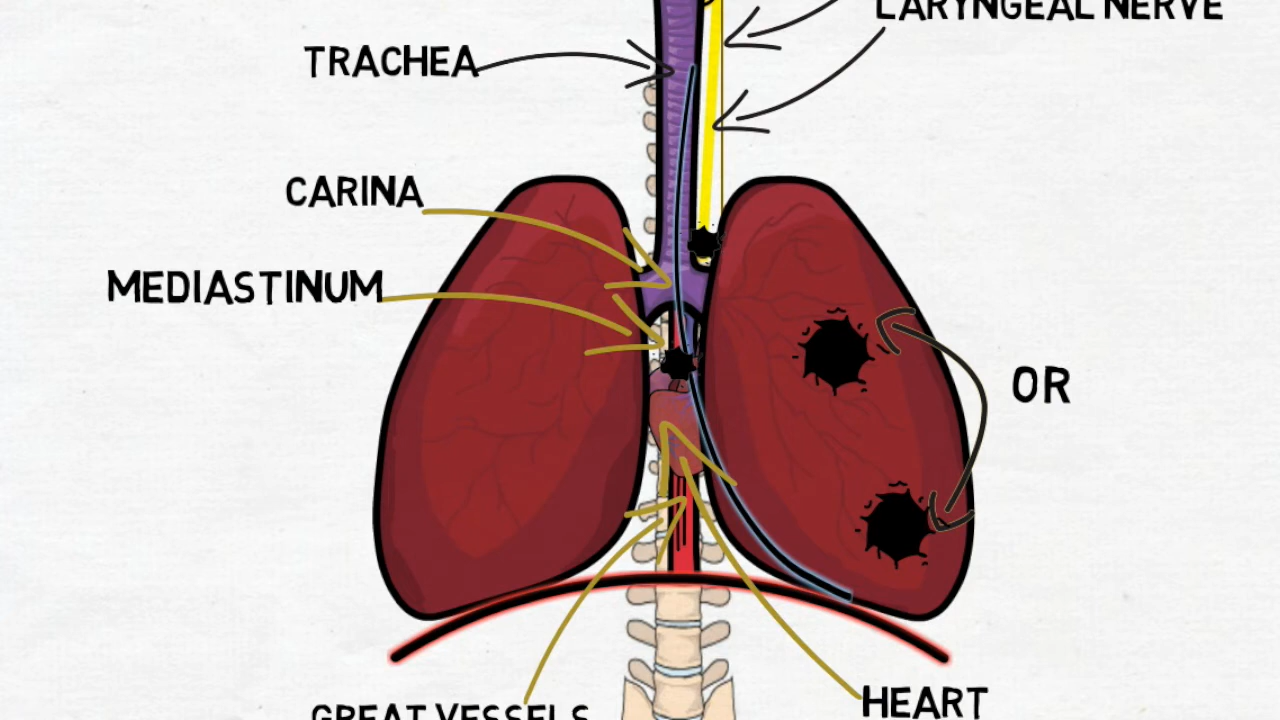 LARYNGEAL NERVE
TRACHEA
CARINA
MEDIASTINUM
OR
HEART
GREAT VESSELS